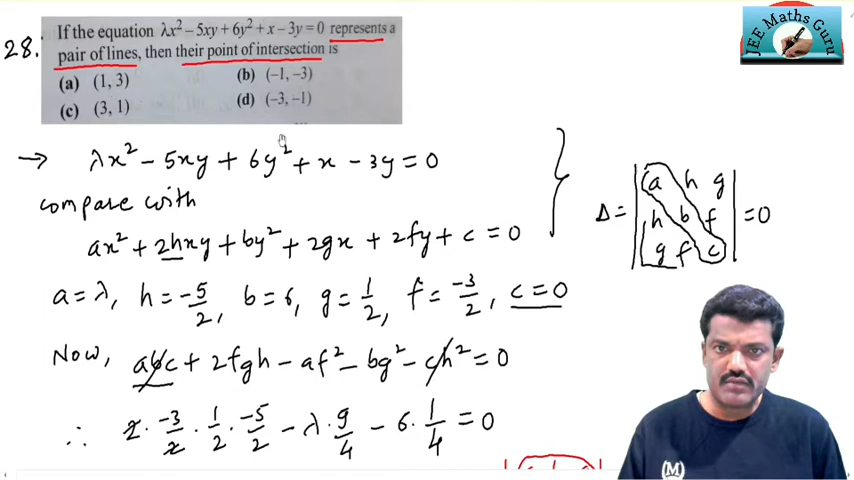 28.
If the equation λx² – 5xy + 6y² + x – 3y = 0 represents a
pair of lines, then their point of intersection is
(a) (1, 3) (b) (–1, –3)
(c) (3, 1) (d) (–3, –1)
JEE Maths Guru
→ λx² – 5xy + 6y² + x – 3y = 0
compare with
ax² + 2hxy + by² + 2gx + 2fy + c = 0
Δ = | a h g |
| h b f | = 0
| g f c |
a = λ, h = -5/2, b = 6, g = 1/2, f = -3/2, c = 0
Now, abc + 2fgh – af² – bg² – ch² = 0
∴ 2 · -3/2 · 1/2 · -5/2 – λ · 9/4 – 6 · 1/4 = 0
(M)